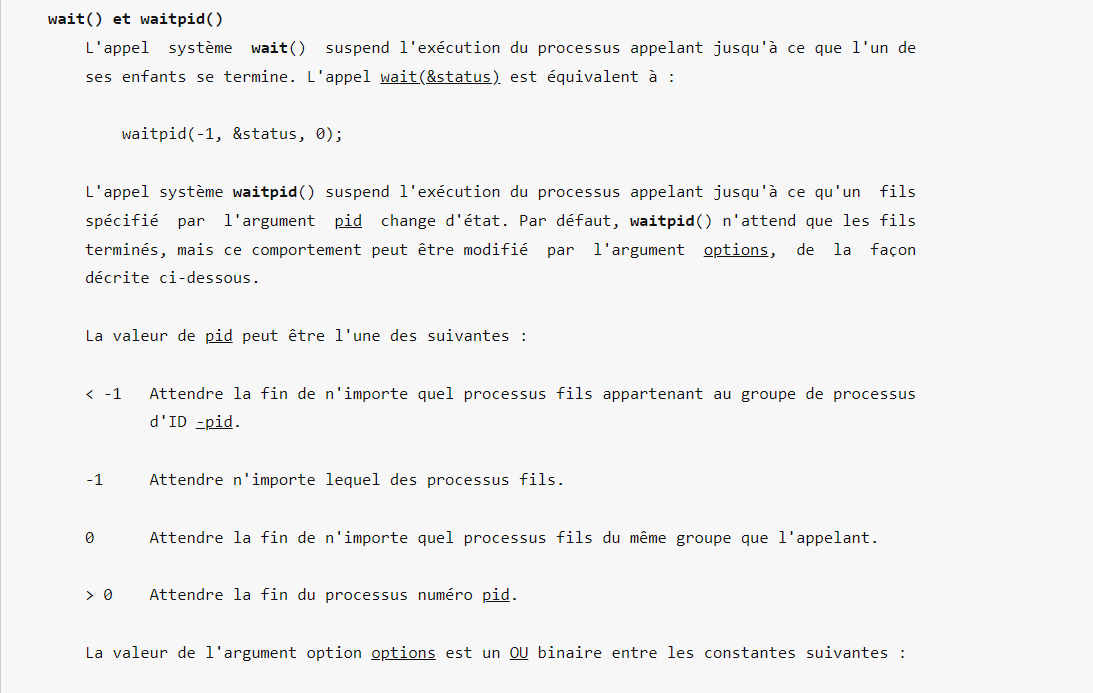 wait() et waitpid()
L'appel système wait() suspend l'exécution du processus appelant jusqu'à ce que l'un de
ses enfants se termine. L'appel wait(&status) est équivalent à :
waitpid(-1, &status, 0);
L'appel système waitpid() suspend l'exécution du processus appelant jusqu'à ce qu'un fils
spécifié par l'argument pid change d'état. Par défaut, waitpid() n'attend que les fils
terminés, mais ce comportement peut être modifié par l'argument options, de la façon
décrite ci-dessous.
La valeur de pid peut être l'une des suivantes :
< -1 Attendre la fin de n'importe quel processus fils appartenant au groupe de processus
d'ID -pid.
-1 Attendre n'importe lequel des processus fils.
0 Attendre la fin de n'importe quel processus fils du même groupe que l'appelant.
> 0 Attendre la fin du processus numéro pid.
La valeur de l'argument option options est un OU binaire entre les constantes suivantes :